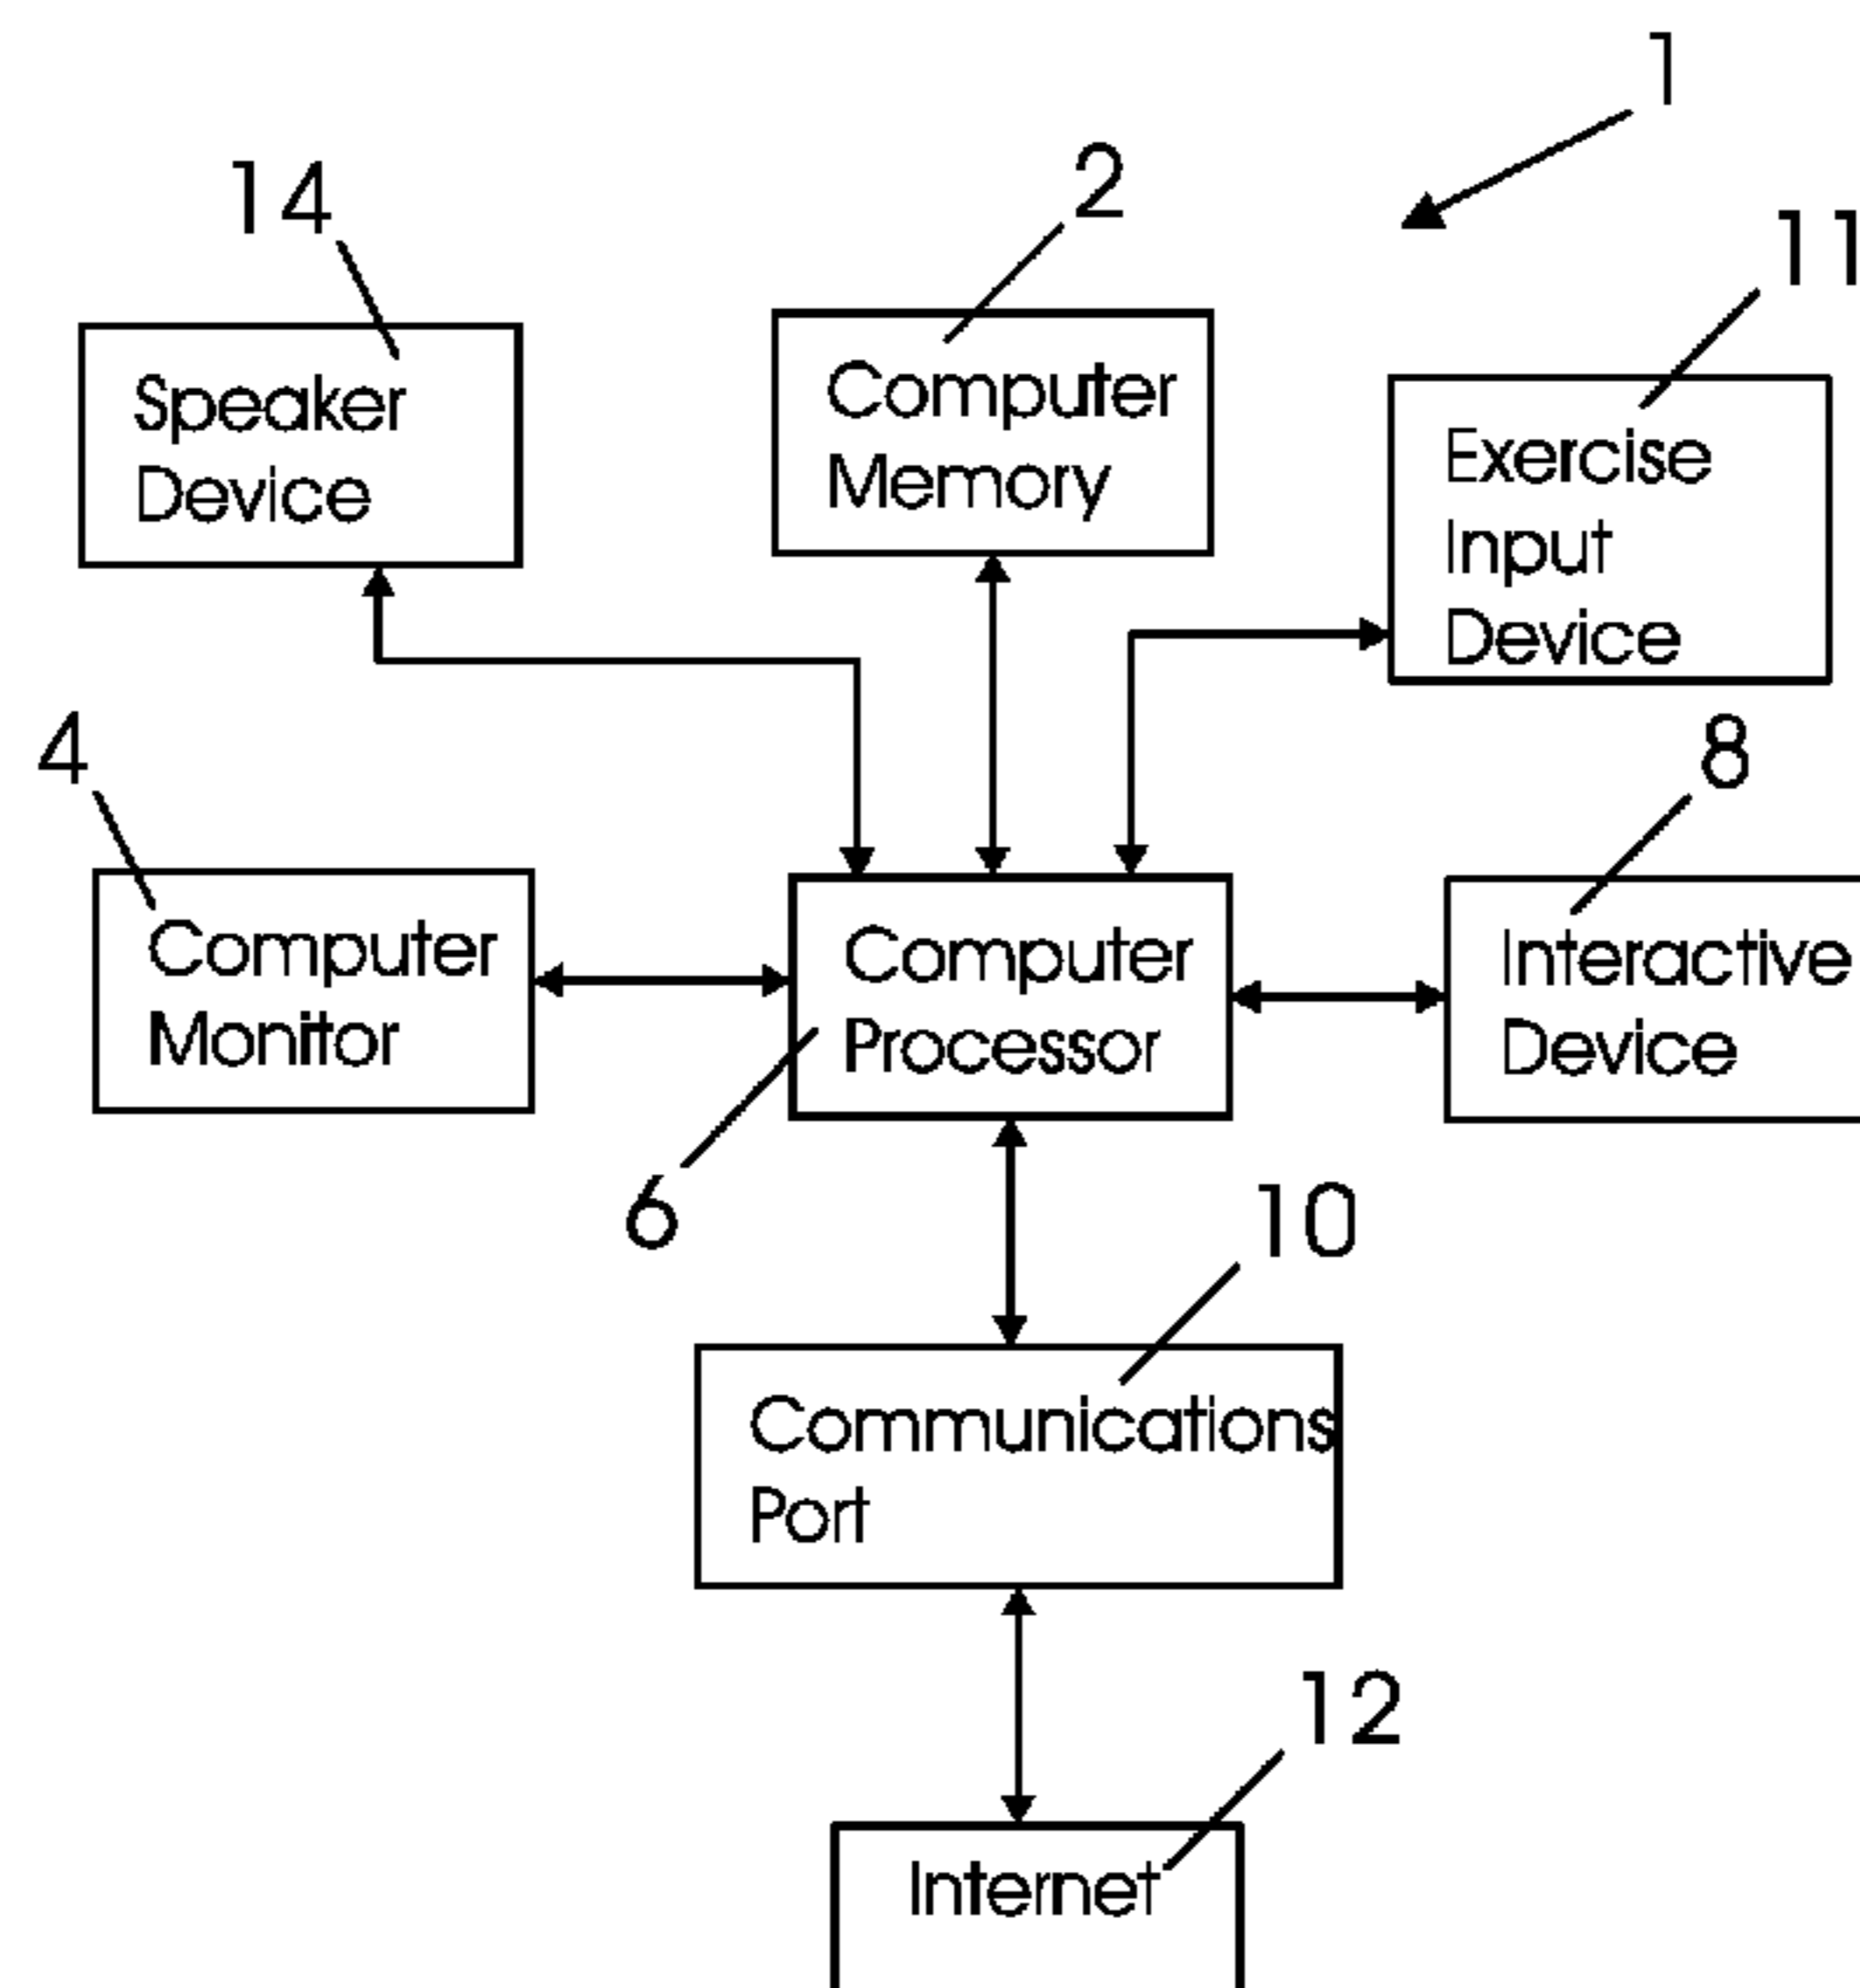 1
14
2
11
Speaker
Device
Computer
Memory
Exercise
Input
Device
4
8
Computer
Monitor
Computer
Processor
Interactive
Device
6
10
Communications
Port
12
Internet